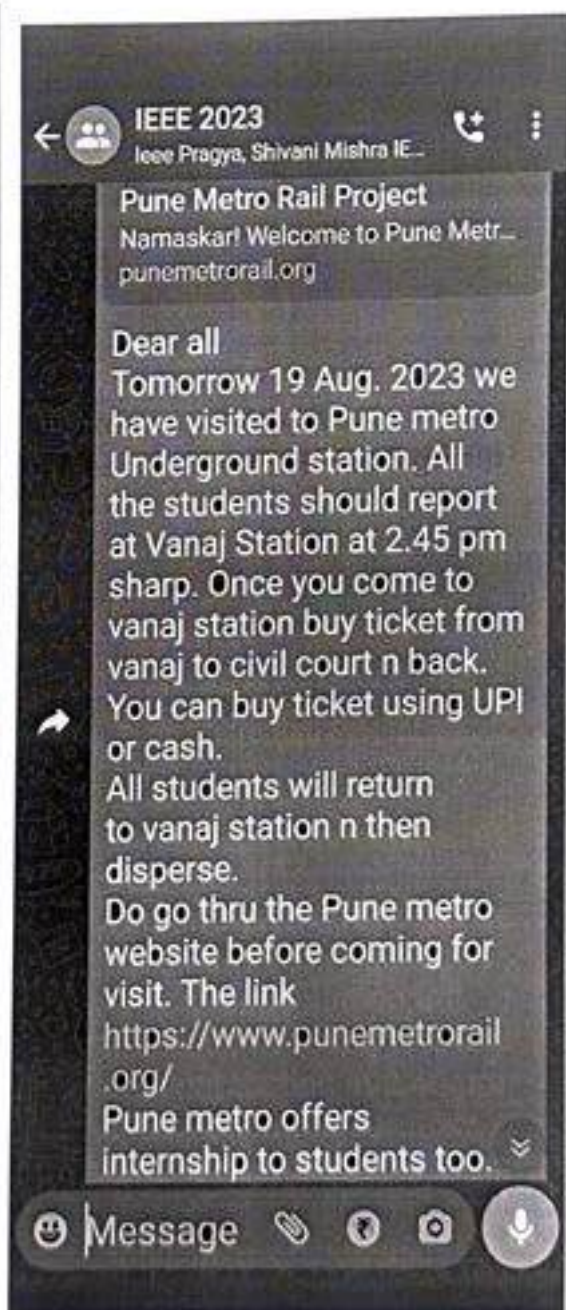 IEEE 2023
Ieee Pragya, Shivani Mishra IE...
Pune Metro Rail Project
Namaskar! Welcome to Pune Metr...
punemetrorail.org
Dear all
Tomorrow 19 Aug. 2023 we
have visited to Pune metro
Underground station. All
the students should report
at Vanaj Station at 2.45 pm
sharp. Once you come to
vanaj station buy ticket from
vanaj to civil court n back.
You can buy ticket using UPI
or cash.
All students will return
to vanaj station n then
disperse.
Do go thru the Pune metro
website before coming for
visit. The link
https://www.punemetrorail
.org/
Pune metro offers
internship to students too.
Message